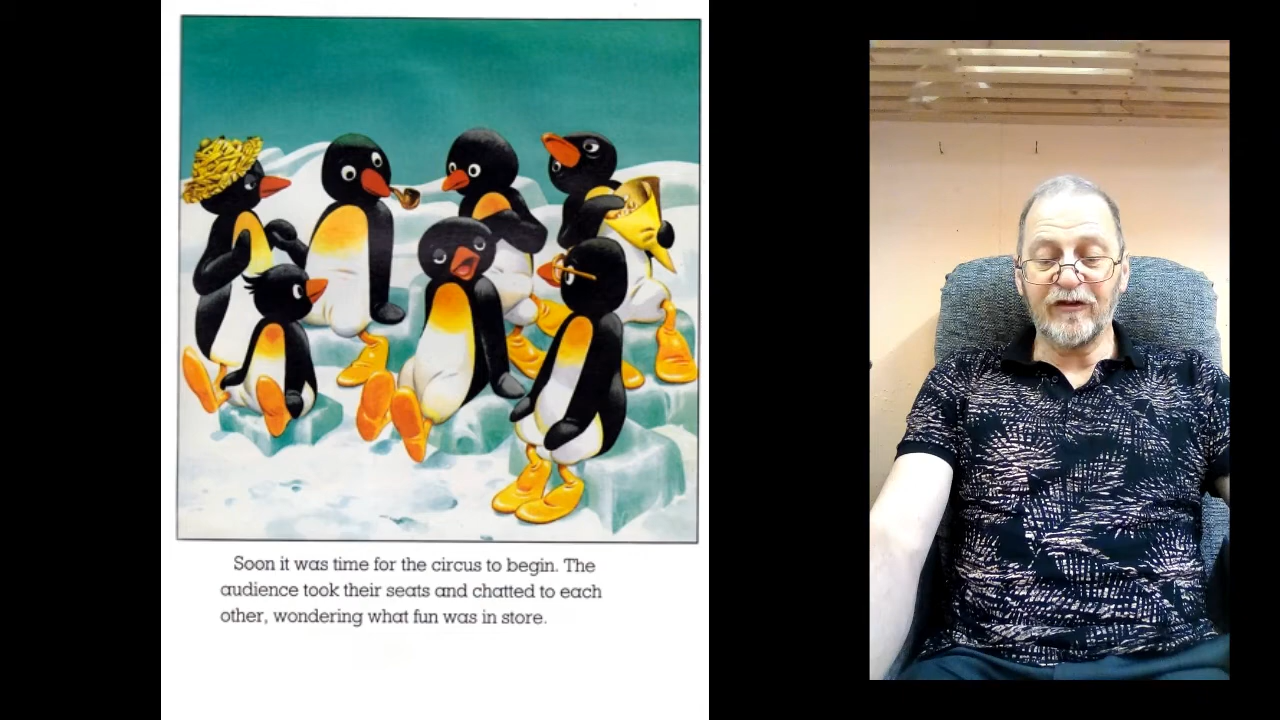 Soon it was time for the circus to begin. The
audience took their seats and chatted to each
other, wondering what fun was in store.